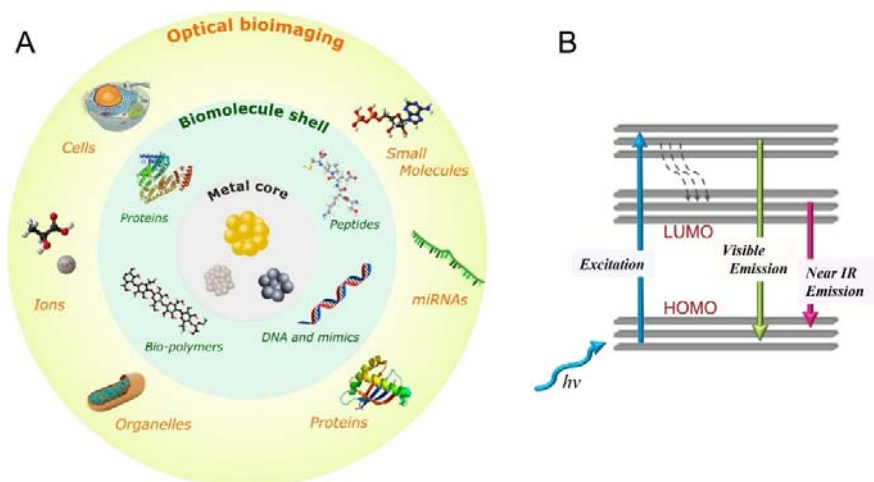 A
Optical bioimaging
Biomolecule shell
Metal core
Cells
Small
Molecules
Proteins
Peptides
Ions
miRNAs
Bio-polymers
DNA and mimics
Organelles
Proteins
B
LUMO
Excitation
Visible
Emission
Near IR
Emission
HOMO
hν